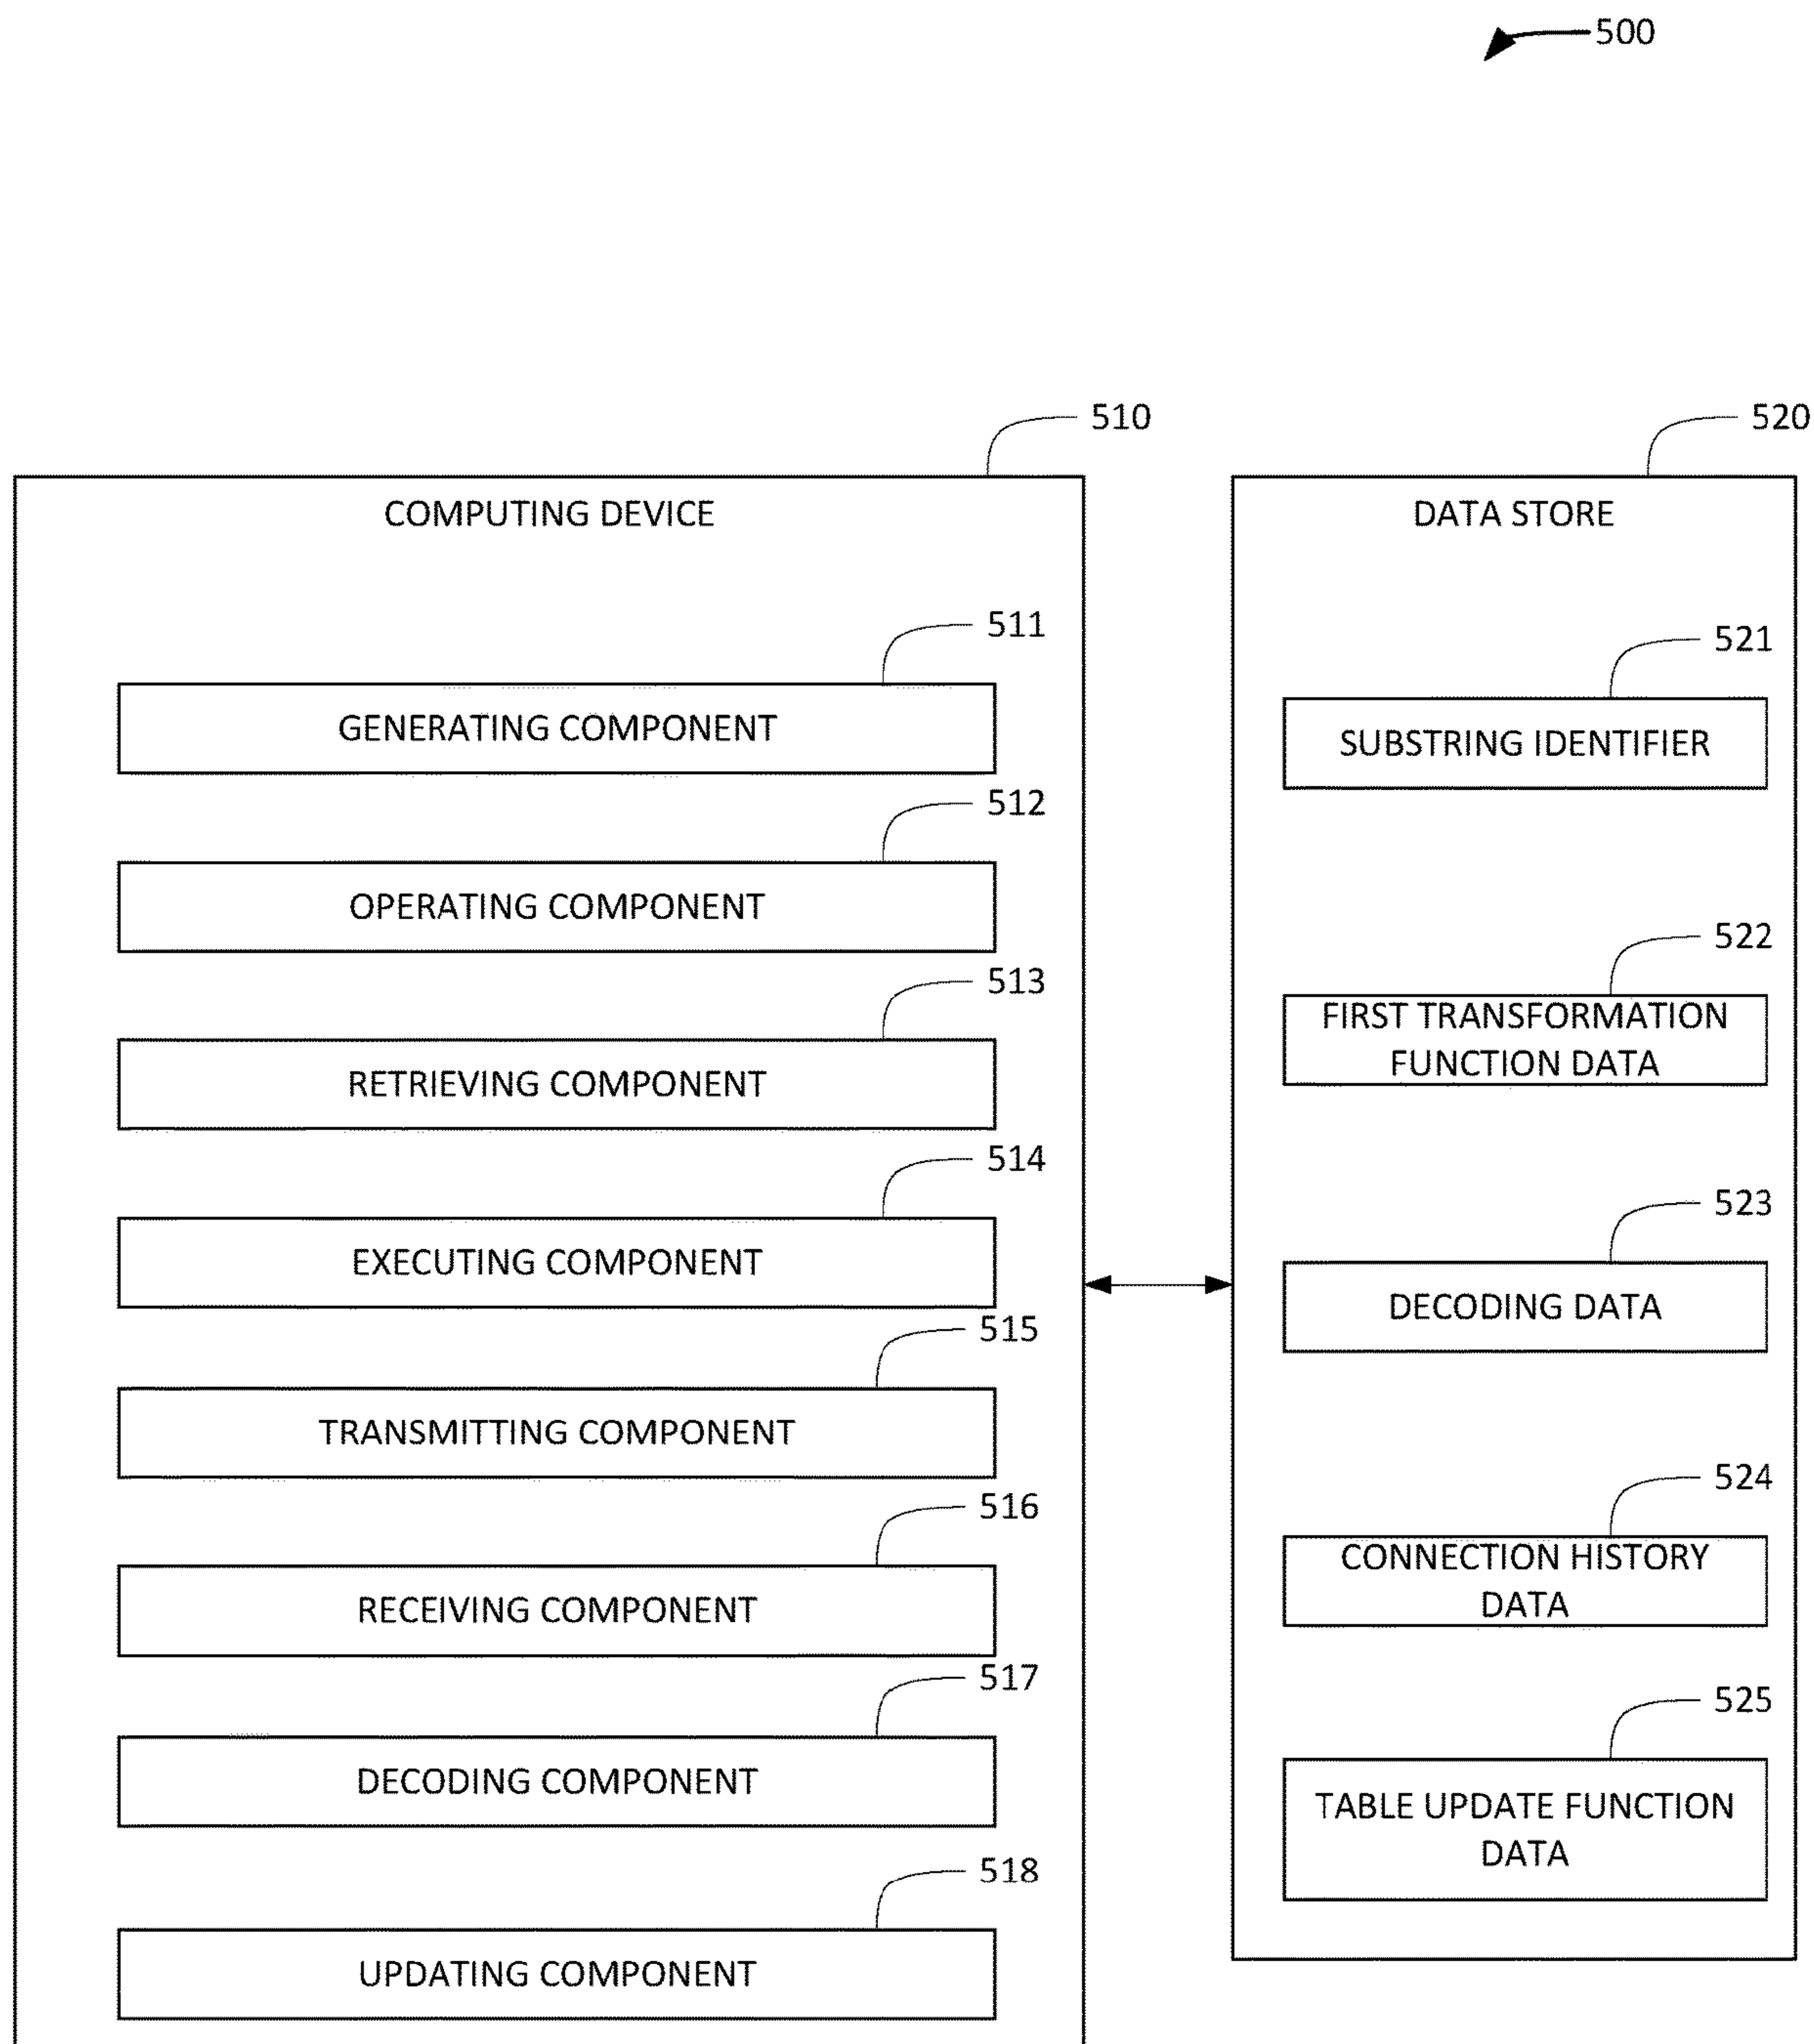 500
510
COMPUTING DEVICE
511
GENERATING COMPONENT
512
OPERATING COMPONENT
513
RETRIEVING COMPONENT
514
EXECUTING COMPONENT
515
TRANSMITTING COMPONENT
516
RECEIVING COMPONENT
517
DECODING COMPONENT
518
UPDATING COMPONENT
520
DATA STORE
521
SUBSTRING IDENTIFIER
522
FIRST TRANSFORMATION
FUNCTION DATA
523
DECODING DATA
524
CONNECTION HISTORY
DATA
525
TABLE UPDATE FUNCTION
DATA